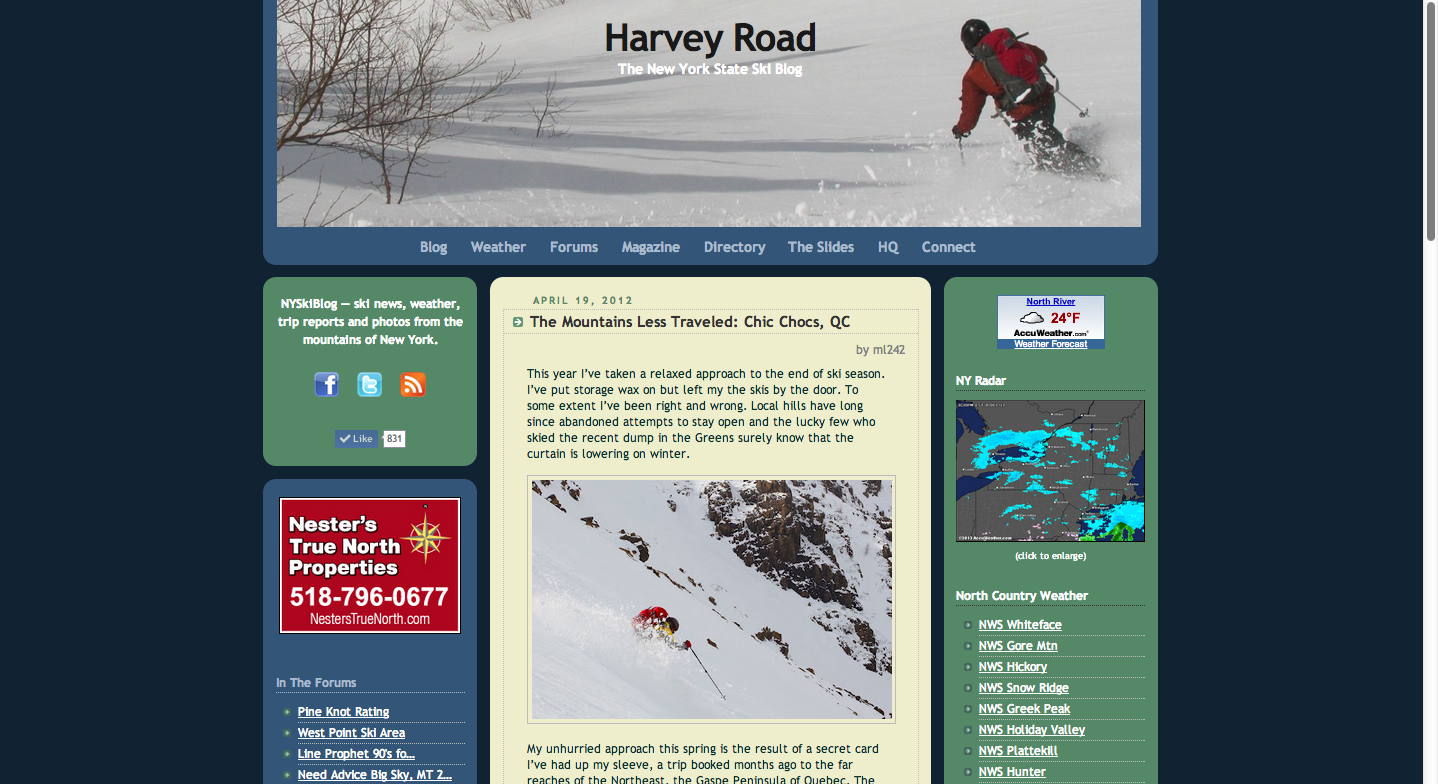 Harvey Road
The New York State Ski Blog
Blog Weather Forums Magazine Directory The Slides HQ Connect
NYSkiBlog — ski news, weather,
trip reports and photos from the
mountains of New York.
Like 831
Nester's
True North
Properties
518-796-0677
NestersTrueNorth.com
In The Forums
Pine Knot Rating
West Point Ski Area
Line Prophet 90's fo...
Need Advice Big Sky, MT 2...
APRIL 19, 2012
The Mountains Less Traveled: Chic Chocs, QC
by ml242
This year I've taken a relaxed approach to the end of ski season.
I've put storage wax on but left my the skis by the door. To
some extent I've been right and wrong. Local hills have long
since abandoned attempts to stay open and the lucky few who
skied the recent dump in the Greens surely know that the
curtain is lowering on winter.
My unhurried approach this spring is the result of a secret card
I've had up my sleeve, a trip booked months ago to the far
reaches of the Northeast, the Gaspe Peninsula of Quebec. The
North River
24°F
AccuWeather.com
Weather Forecast
NY Radar
(click to enlarge)
North Country Weather
NWS Whiteface
NWS Gore Mtn
NWS Hickory
NWS Snow Ridge
NWS Greek Peak
NWS Holiday Valley
NWS Plattekill
NWS Hunter